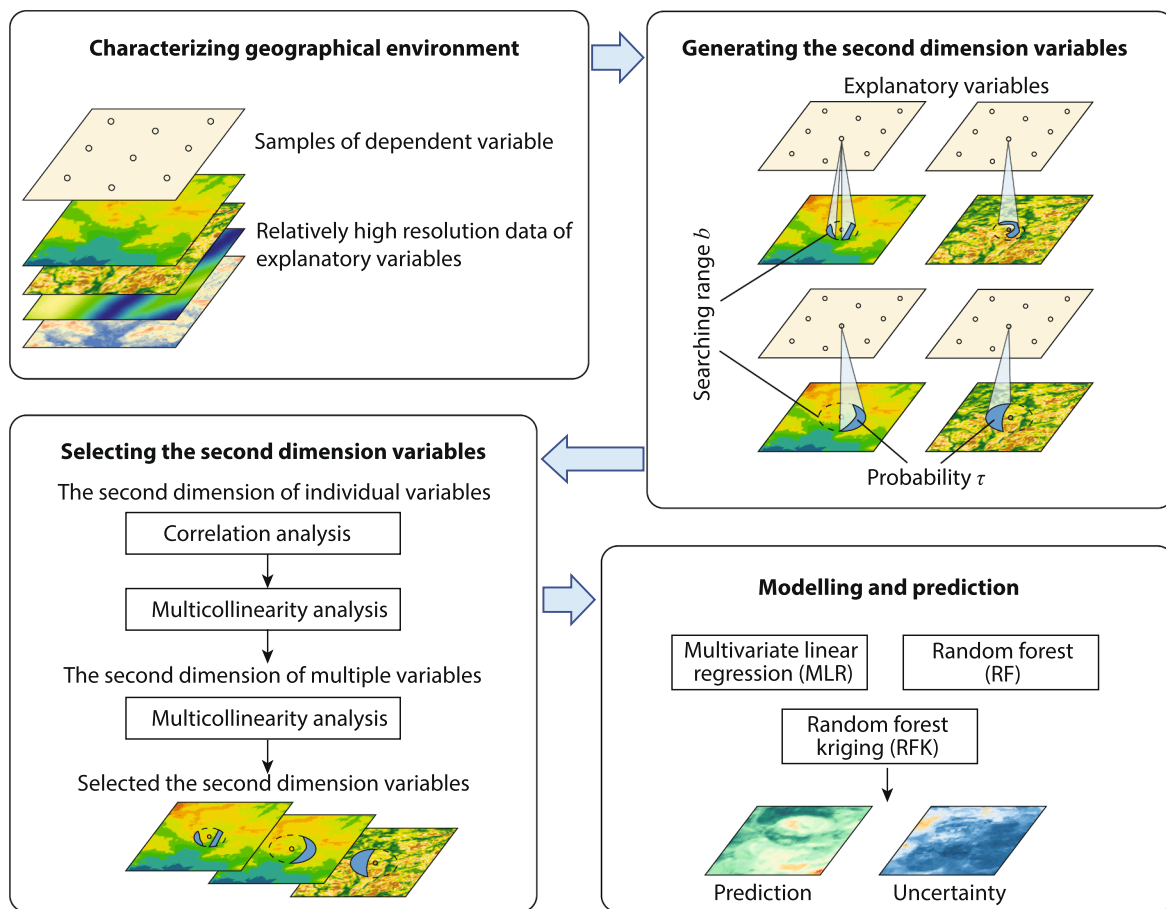 Characterizing geographical environment
Samples of dependent variable
Relatively high resolution data of
explanatory variables
Generating the second dimension variables
Explanatory variables
Searching range b
Probability τ
Selecting the second dimension variables
The second dimension of individual variables
Correlation analysis
Multicollinearity analysis
The second dimension of multiple variables
Multicollinearity analysis
Selected the second dimension variables
Modelling and prediction
Multivariate linear
regression (MLR)
Random forest
(RF)
Random forest
kriging (RFK)
Prediction
Uncertainty